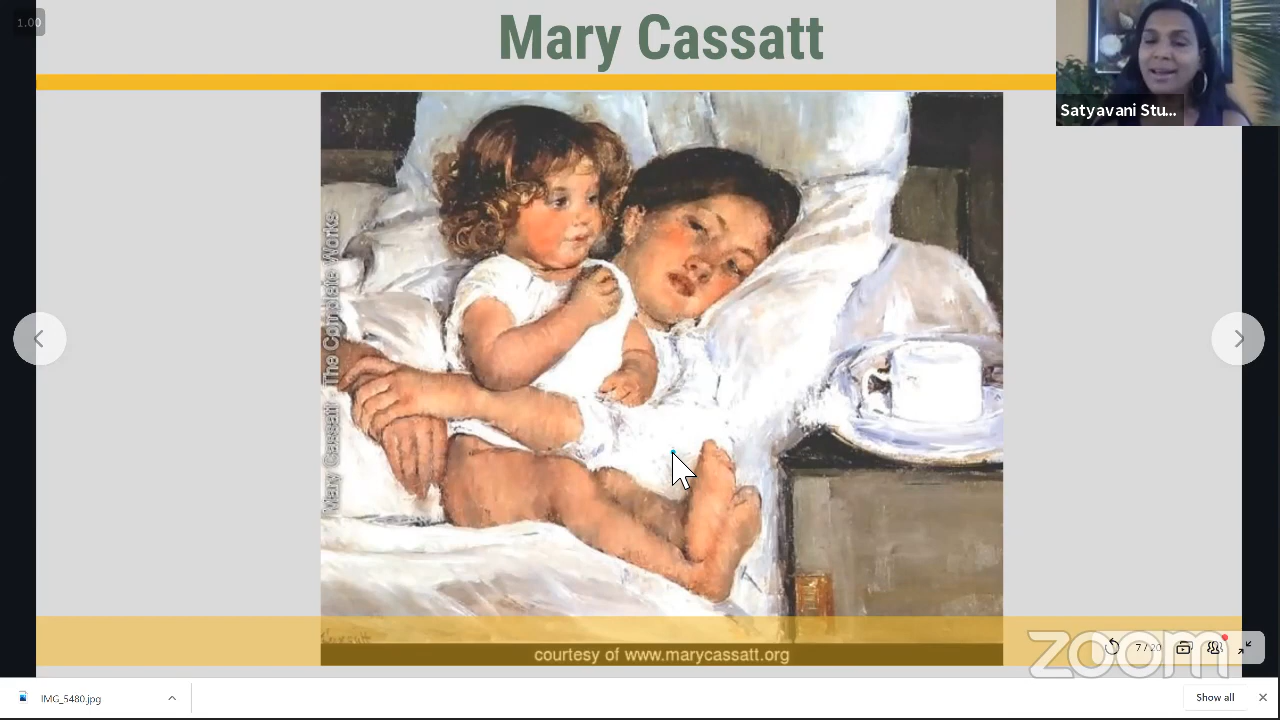 1.00
Mary Cassatt
Satyavani Stu...
Mary Cassatt - The Complete Works
courtesy of www.marycassatt.org
7 / 20
zoom
IMG_5480.jpg
Show all